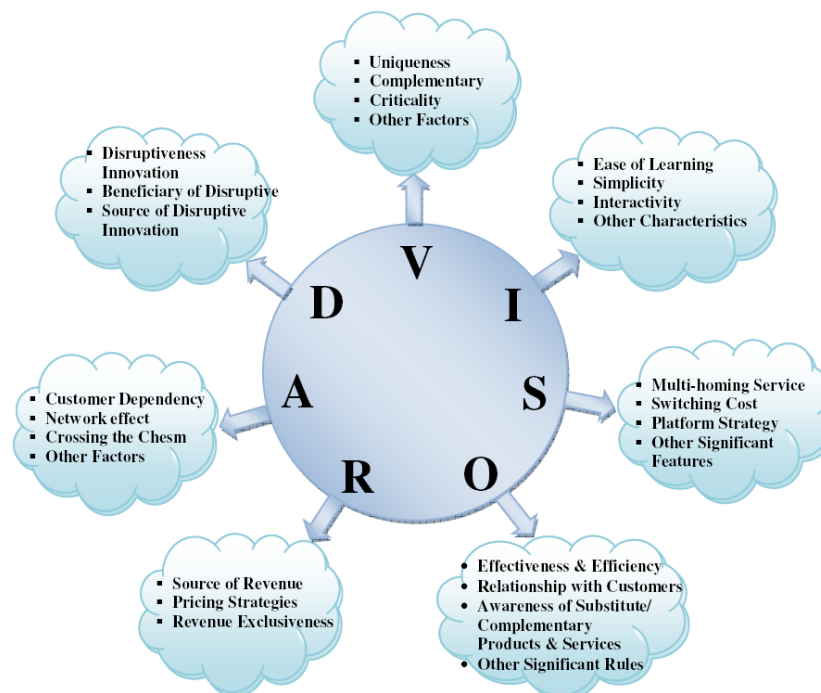 ▪ Uniqueness
▪ Complementary
▪ Criticality
▪ Other Factors
▪ Disruptiveness
Innovation
▪ Beneficiary of Disruptive
▪ Source of Disruptive
Innovation
▪ Ease of Learning
▪ Simplicity
▪ Interactivity
▪ Other Characteristics
V
D
I
A
S
R
O
▪ Customer Dependency
▪ Network effect
▪ Crossing the Chesm
▪ Other Factors
▪ Multi-homing Service
▪ Switching Cost
▪ Platform Strategy
▪ Other Significant
Features
▪ Source of Revenue
▪ Pricing Strategies
▪ Revenue Exclusiveness
• Effectiveness & Efficiency
• Relationship with Customers
• Awareness of Substitute/
Complementary
Products & Services
• Other Significant Rules